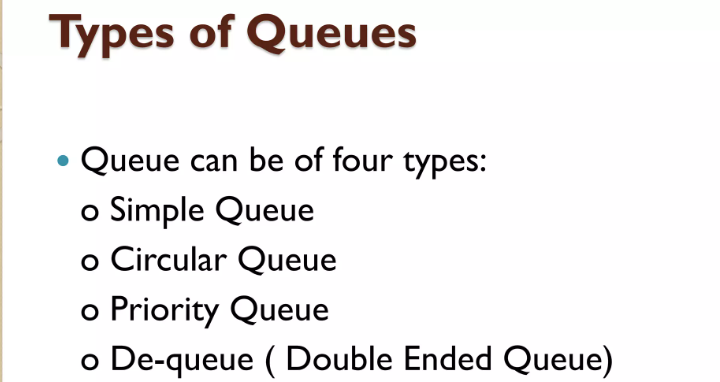 Types of Queues
• Queue can be of four types:
o Simple Queue
o Circular Queue
o Priority Queue
o De-queue ( Double Ended Queue)